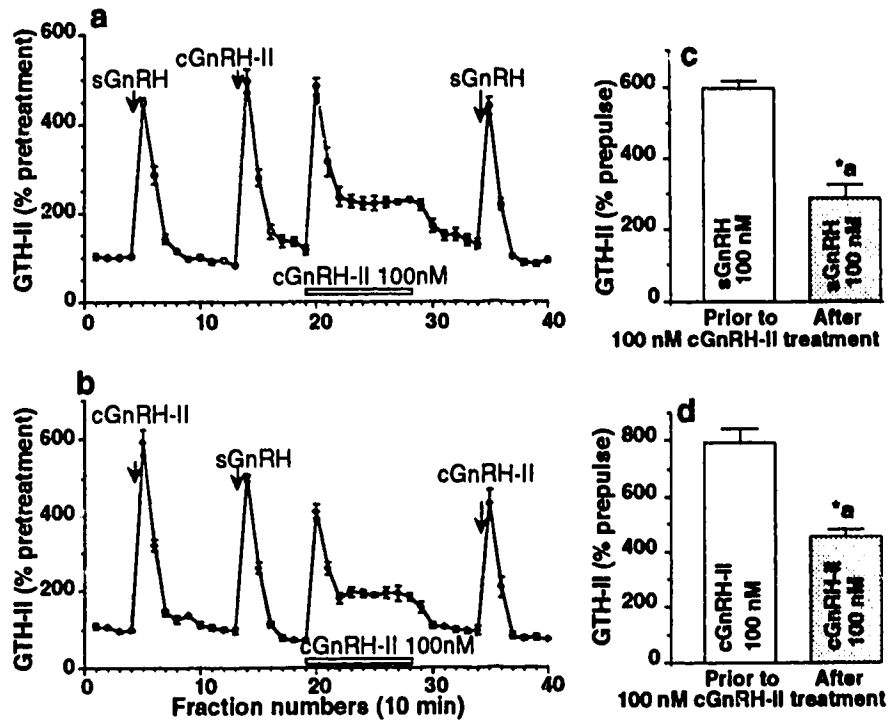 a
GTH-II (% pretreatment)
600
400
200
0
sGnRH
cGnRH-II
sGnRH
cGnRH-II 100nM
0 10 20 30 40
c
GTH-II (% prepulse)
600
400
200
0
*a
sGnRH
100 nM
sGnRH
100 nM
Prior to After
100 nM cGnRH-II treatment
b
GTH-II (% pretreatment)
600
400
200
0
cGnRH-II
sGnRH
cGnRH-II
cGnRH-II 100nM
0 10 20 30 40
Fraction numbers (10 min)
d
GTH-II (% prepulse)
800
600
400
200
0
*a
cGnRH-II
100 nM
cGnRH-II
100 nM
Prior to After
100 nM cGnRH-II treatment